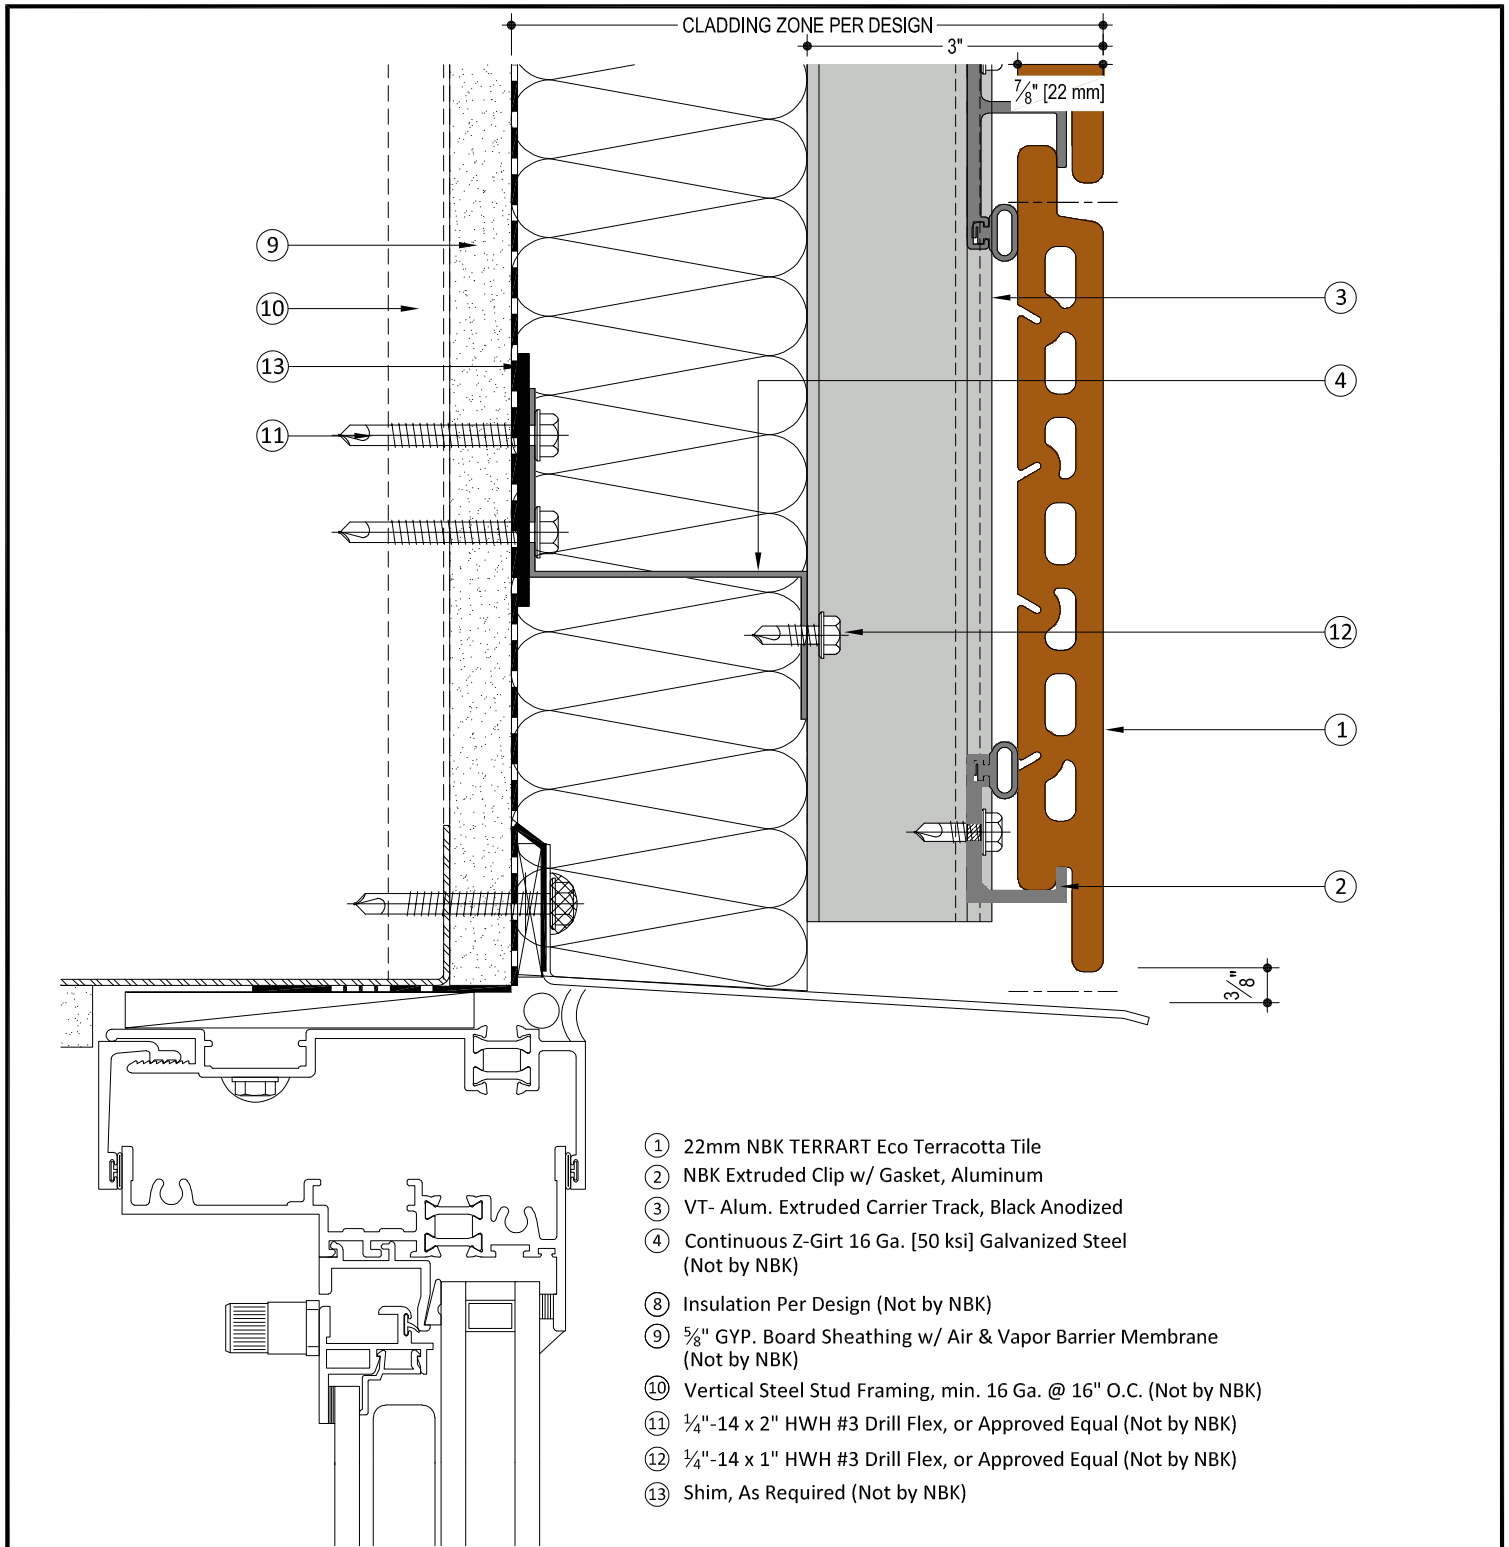 CLADDING ZONE PER DESIGN
3"
⅞" [22 mm]
9
10
3
13
4
11
12
1
2
3/8"
1 22mm NBK TERRART Eco Terracotta Tile
2 NBK Extruded Clip w/ Gasket, Aluminum
3 VT- Alum. Extruded Carrier Track, Black Anodized
4 Continuous Z-Girt 16 Ga. [50 ksi] Galvanized Steel
(Not by NBK)
8 Insulation Per Design (Not by NBK)
9 ⅝" GYP. Board Sheathing w/ Air & Vapor Barrier Membrane
(Not by NBK)
10 Vertical Steel Stud Framing, min. 16 Ga. @ 16" O.C. (Not by NBK)
11 ¼"-14 x 2" HWH #3 Drill Flex, or Approved Equal (Not by NBK)
12 ¼"-14 x 1" HWH #3 Drill Flex, or Approved Equal (Not by NBK)
13 Shim, As Required (Not by NBK)